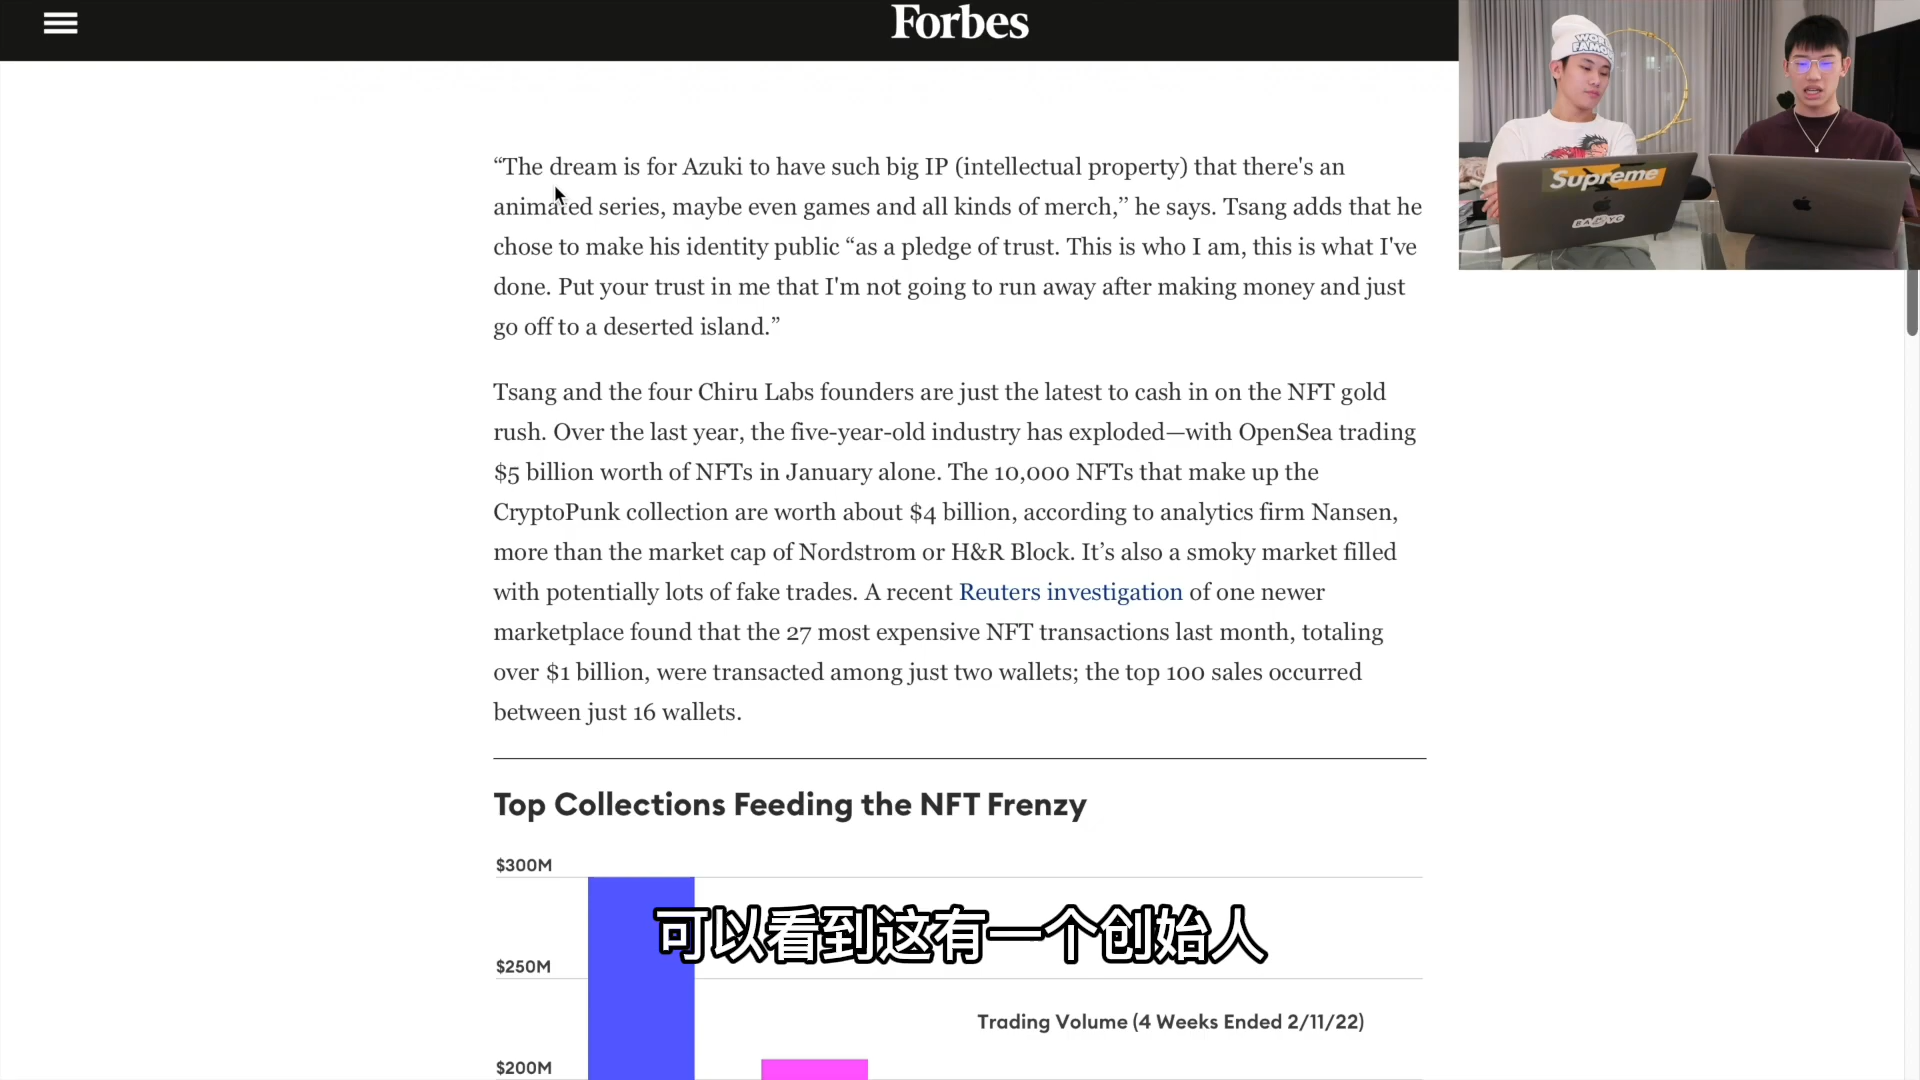 Forbes
WORLD
FAMOUS
Supreme
“The dream is for Azuki to have such big IP (intellectual property) that there's an
animated series, maybe even games and all kinds of merch,” he says. Tsang adds that he
chose to make his identity public “as a pledge of trust. This is who I am, this is what I've
done. Put your trust in me that I'm not going to run away after making money and just
go off to a deserted island.”
Tsang and the four Chiru Labs founders are just the latest to cash in on the NFT gold
rush. Over the last year, the five-year-old industry has exploded—with OpenSea trading
$5 billion worth of NFTs in January alone. The 10,000 NFTs that make up the
CryptoPunk collection are worth about $4 billion, according to analytics firm Nansen,
more than the market cap of Nordstrom or H&R Block. It’s also a smoky market filled
with potentially lots of fake trades. A recent Reuters investigation of one newer
marketplace found that the 27 most expensive NFT transactions last month, totaling
over $1 billion, were transacted among just two wallets; the top 100 sales occurred
between just 16 wallets.
Top Collections Feeding the NFT Frenzy
$300M
可以看到这有一个创始人
$250M
Trading Volume (4 Weeks Ended 2/11/22)
$200M